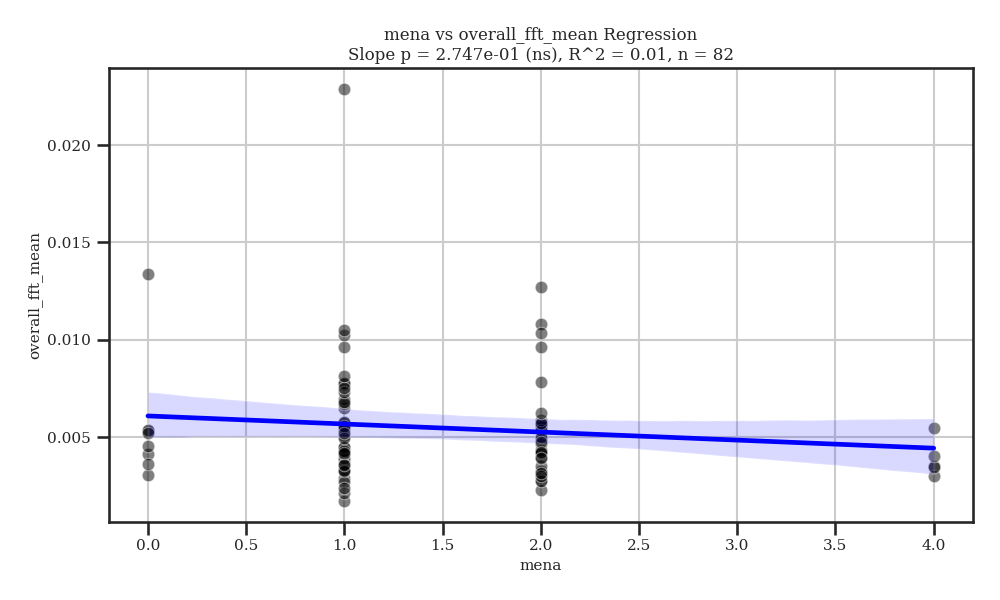 mena vs overall_fft_mean Regression
Slope p = 2.747e-01 (ns), R^2 = 0.01, n = 82
overall_fft_mean
0.020
0.015
0.010
0.005
0.0 0.5 1.0 1.5 2.0 2.5 3.0 3.5 4.0
mena